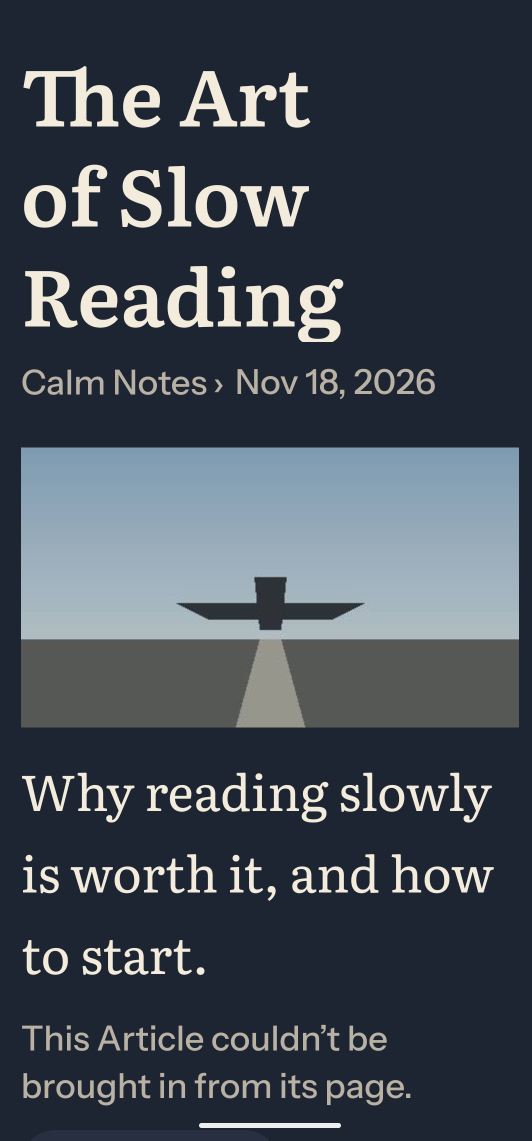 The Art
of Slow
Reading
Calm Notes › Nov 18, 2026
Why reading slowly
is worth it, and how
to start.
This Article couldn’t be
brought in from its page.